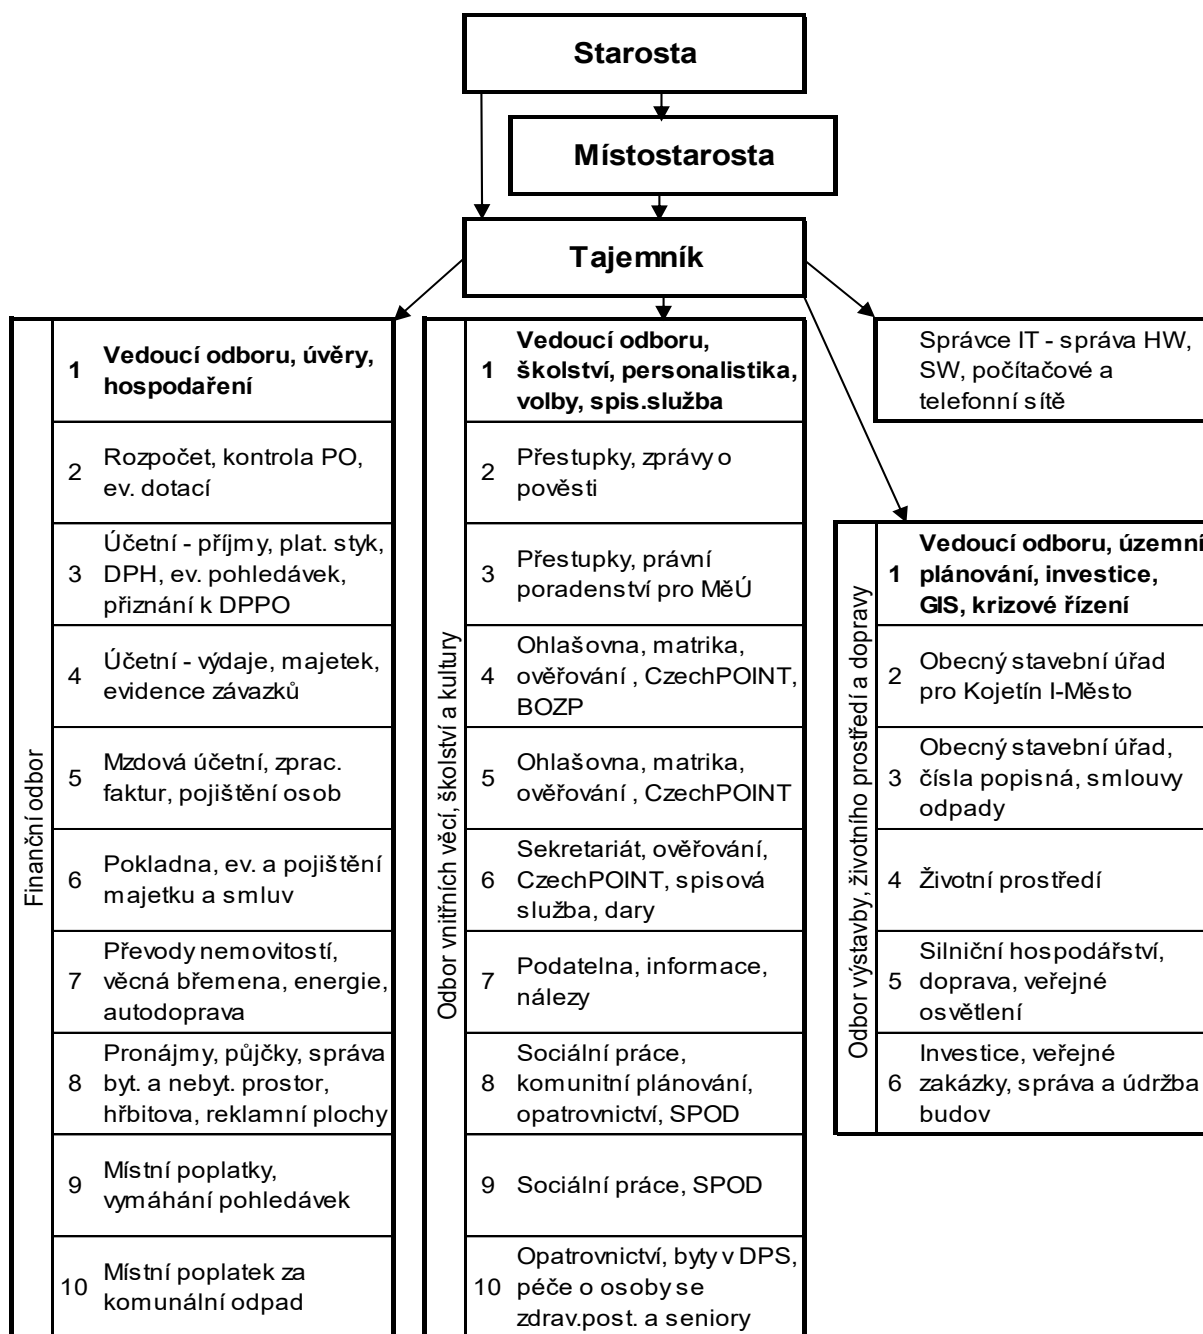 Starosta
Místostarosta
Tajemník
Finanční odbor
1
Vedoucí odboru, úvěry,
hospodaření
2
Rozpočet, kontrola PO,
ev. dotací
3
Účetní - příjmy, plat. styk,
DPH, ev. pohledávek,
přiznání k DPPO
4
Účetní - výdaje, majetek,
evidence závazků
5
Mzdová účetní, zprac.
faktur, pojištění osob
6
Pokladna, ev. a pojištění
majetku a smluv
7
Převody nemovitostí,
věcná břemena, energie,
autodoprava
8
Pronájmy, půjčky, správa
byt. a nebyt. prostor,
hřbitova, reklamní plochy
9
Místní poplatky,
vymáhání pohledávek
10
Místní poplatek za
komunální odpad
Odbor vnitřních věcí, školství a kultury
1
Vedoucí odboru,
školství, personalistika,
volby, spis.služba
2
Přestupky, zprávy o
pověsti
3
Přestupky, právní
poradenství pro MěÚ
4
Ohlašovna, matrika,
ověřování , CzechPOINT,
BOZP
5
Ohlašovna, matrika,
ověřování , CzechPOINT
6
Sekretariát, ověřování,
CzechPOINT, spisová
služba, dary
7
Podatelna, informace,
nálezy
8
Sociální práce,
komunitní plánování,
opatrovnictví, SPOD
9
Sociální práce, SPOD
10
Opatrovnictví, byty v DPS,
péče o osoby se
zdrav.post. a seniory
Správce IT - správa HW,
SW, počítačové a
telefonní sítě
Odbor výstavby, životního prostředí a dopravy
1
Vedoucí odboru, územní
plánování, investice,
GIS, krizové řízení
2
Obecný stavební úřad
pro Kojetín I-Město
3
Obecný stavební úřad,
čísla popisná, smlouvy
odpady
4
Životní prostředí
5
Silniční hospodářství,
doprava, veřejné
osvětlení
6
Investice, veřejné
zakázky, správa a údržba
budov